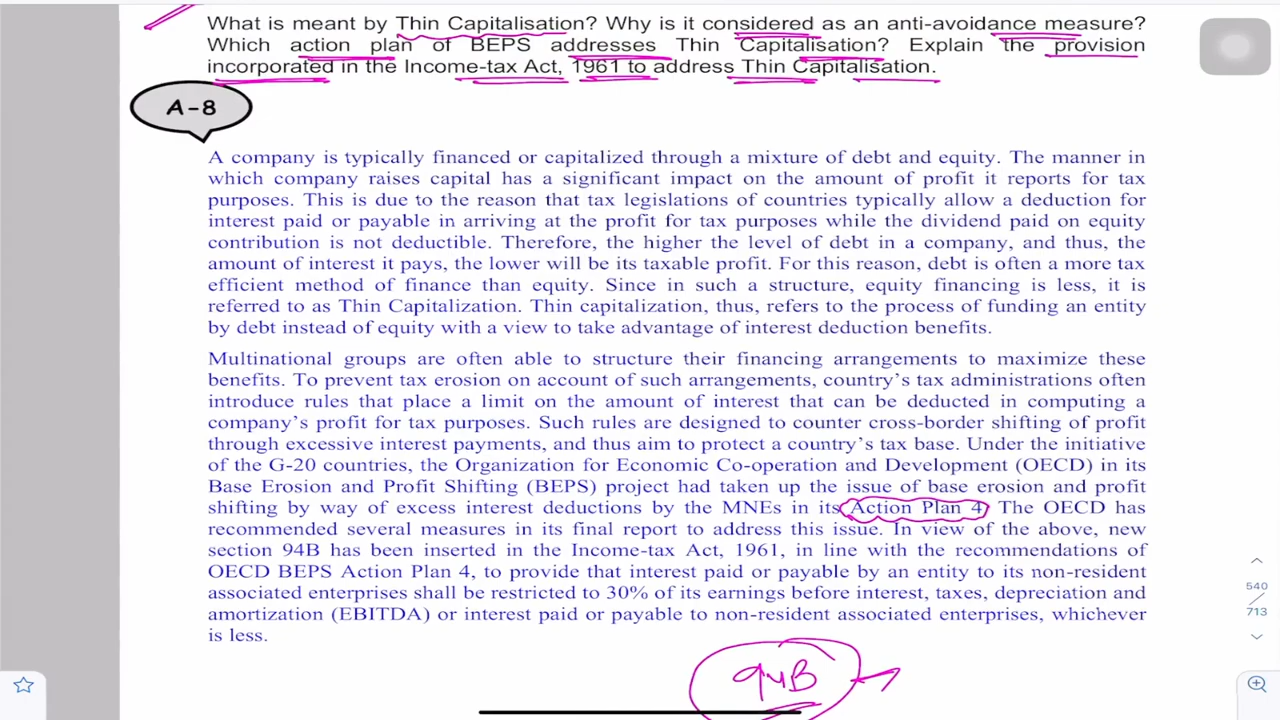 What is meant by Thin Capitalisation? Why is it considered as an anti-avoidance measure?
Which action plan of BEPS addresses Thin Capitalisation? Explain the provision
incorporated in the Income-tax Act, 1961 to address Thin Capitalisation.
A-8
A company is typically financed or capitalized through a mixture of debt and equity. The manner in
which company raises capital has a significant impact on the amount of profit it reports for tax
purposes. This is due to the reason that tax legislations of countries typically allow a deduction for
interest paid or payable in arriving at the profit for tax purposes while the dividend paid on equity
contribution is not deductible. Therefore, the higher the level of debt in a company, and thus, the
amount of interest it pays, the lower will be its taxable profit. For this reason, debt is often a more tax
efficient method of finance than equity. Since in such a structure, equity financing is less, it is
referred to as Thin Capitalization. Thin capitalization, thus, refers to the process of funding an entity
by debt instead of equity with a view to take advantage of interest deduction benefits.
Multinational groups are often able to structure their financing arrangements to maximize these
benefits. To prevent tax erosion on account of such arrangements, country's tax administrations often
introduce rules that place a limit on the amount of interest that can be deducted in computing a
company's profit for tax purposes. Such rules are designed to counter cross-border shifting of profit
through excessive interest payments, and thus aim to protect a country's tax base. Under the initiative
of the G-20 countries, the Organization for Economic Co-operation and Development (OECD) in its
Base Erosion and Profit Shifting (BEPS) project had taken up the issue of base erosion and profit
shifting by way of excess interest deductions by the MNEs in its Action Plan 4. The OECD has
recommended several measures in its final report to address this issue. In view of the above, new
section 94B has been inserted in the Income-tax Act, 1961, in line with the recommendations of
OECD BEPS Action Plan 4, to provide that interest paid or payable by an entity to its non-resident
associated enterprises shall be restricted to 30% of its earnings before interest, taxes, depreciation and
amortization (EBITDA) or interest paid or payable to non-resident associated enterprises, whichever
is less.
94B
540
713